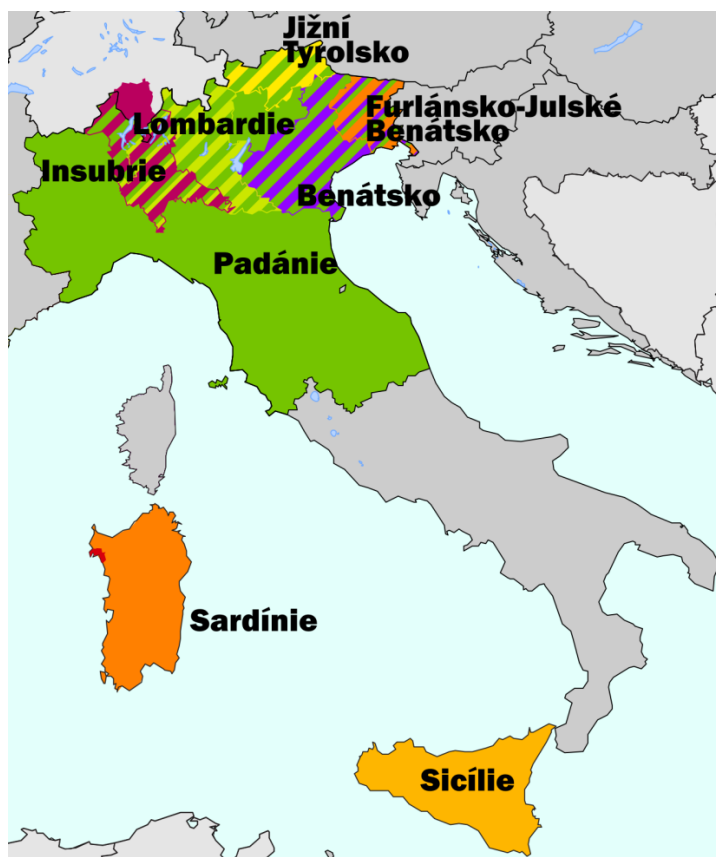 Jižní
Tyrolsko
Furlánsko-Julské
Benátsko
Lombardie
Insubrie
Benátsko
Padánie
Sardínie
Sicílie